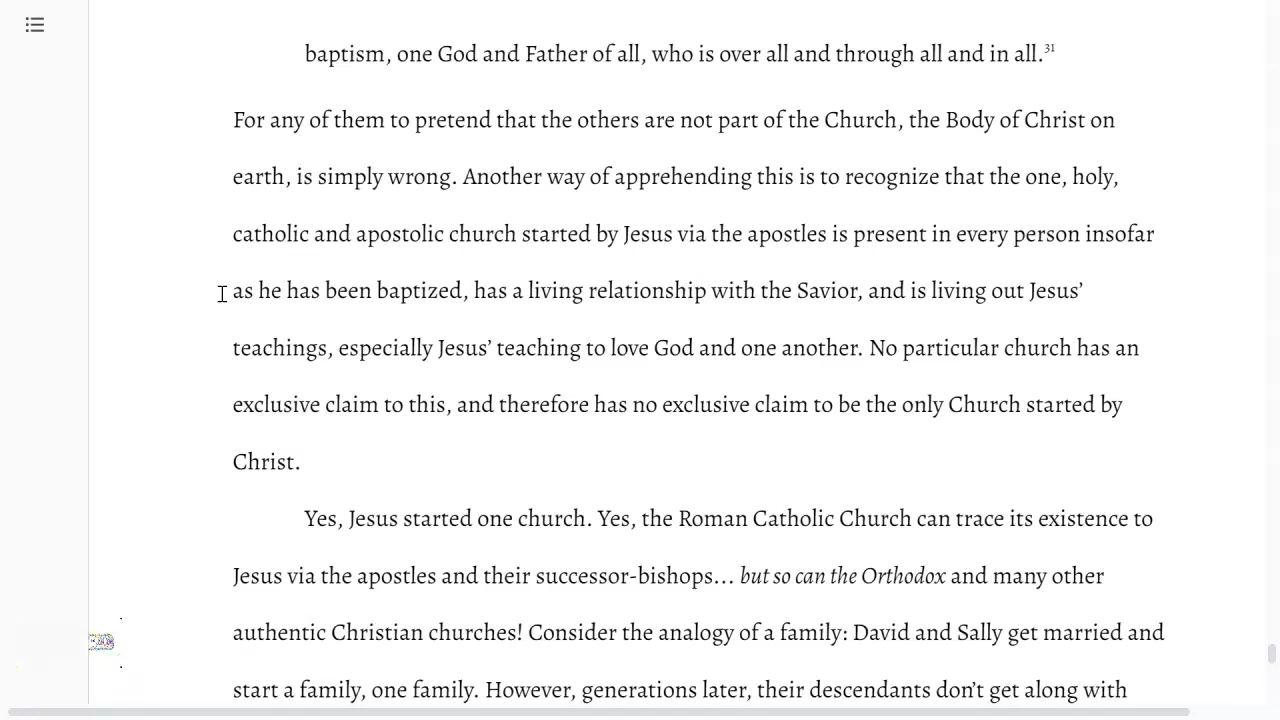 baptism, one God and Father of all, who is over all and through all and in all.³¹
For any of them to pretend that the others are not part of the Church, the Body of Christ on
earth, is simply wrong. Another way of apprehending this is to recognize that the one, holy,
catholic and apostolic church started by Jesus via the apostles is present in every person insofar
as he has been baptized, has a living relationship with the Savior, and is living out Jesus’
teachings, especially Jesus’ teaching to love God and one another. No particular church has an
exclusive claim to this, and therefore has no exclusive claim to be the only Church started by
Christ.
Yes, Jesus started one church. Yes, the Roman Catholic Church can trace its existence to
Jesus via the apostles and their successor-bishops... but so can the Orthodox and many other
authentic Christian churches! Consider the analogy of a family: David and Sally get married and
start a family, one family. However, generations later, their descendants don’t get along with